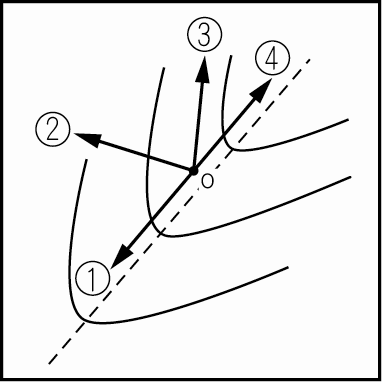 ③
④
②
O
①